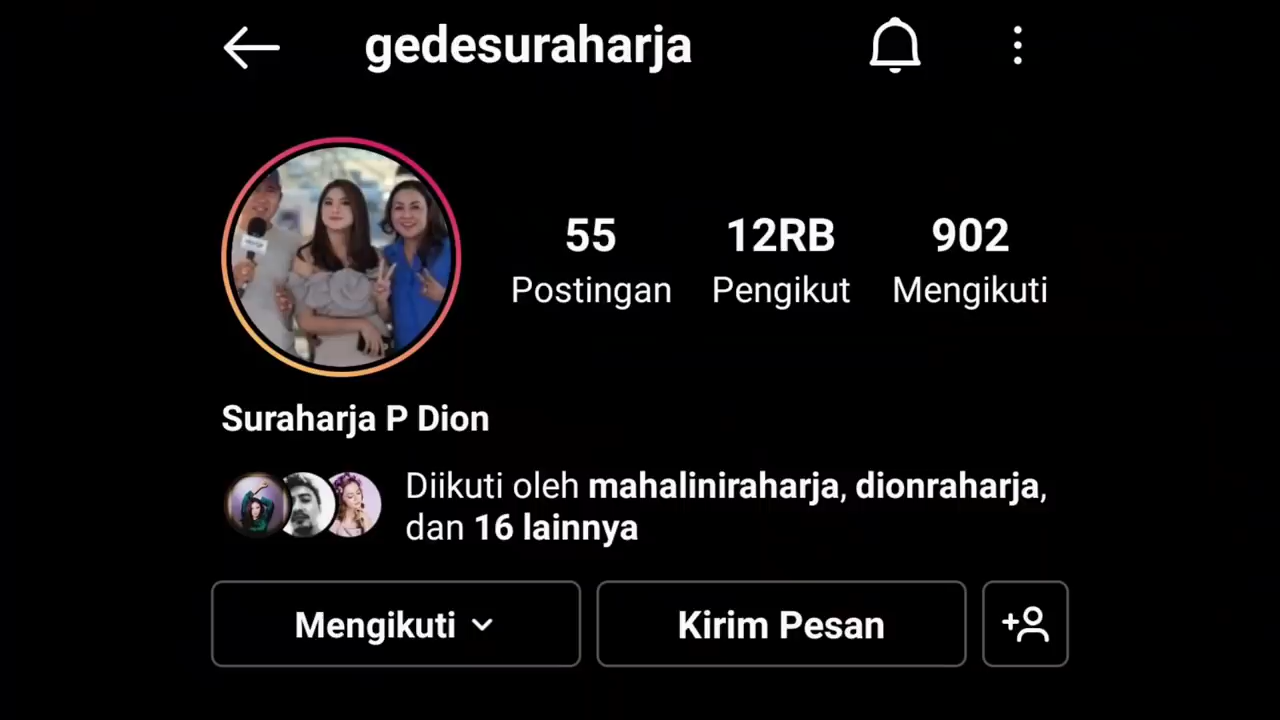 gedesuraharja
55 12RB 902
Postingan Pengikut Mengikuti
Suraharja P Dion
Diikuti oleh mahaliniraharja, dionraharja,
dan 16 lainnya
Mengikuti Kirim Pesan